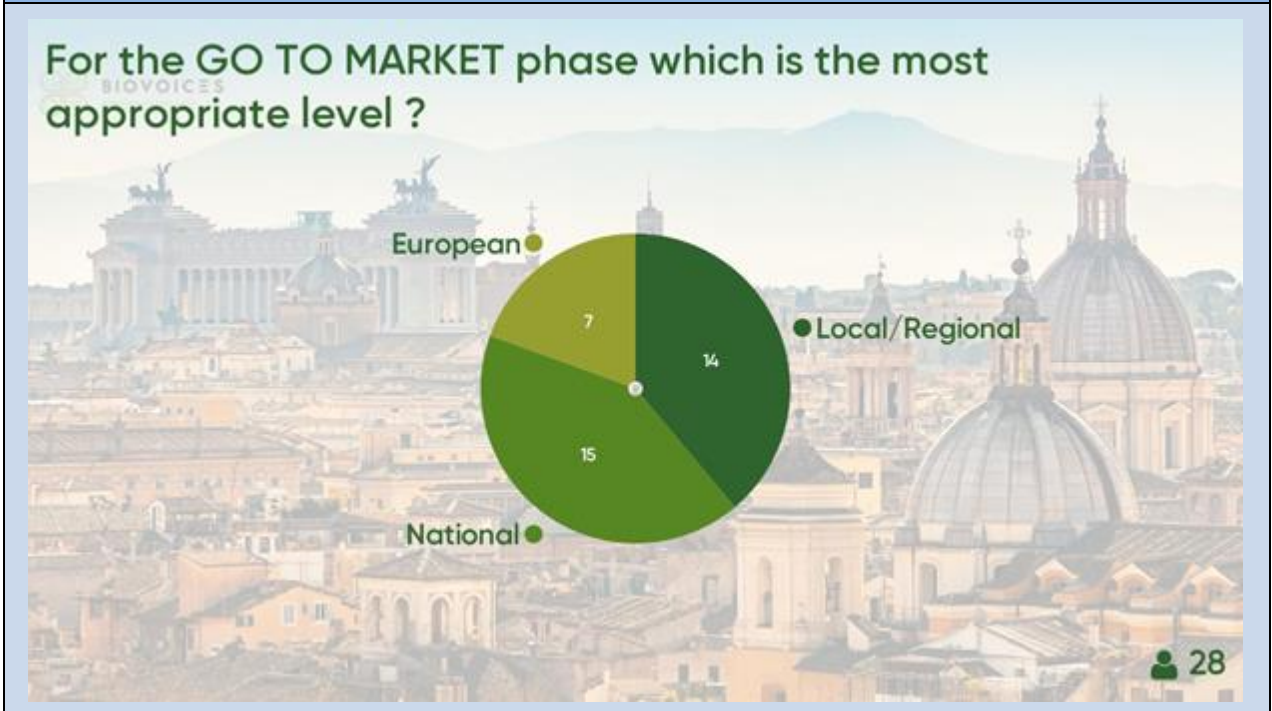 For the GO TO MARKET phase which is the most
BIOVOICES
appropriate level ?
European
7
Local/Regional
14
15
National
28